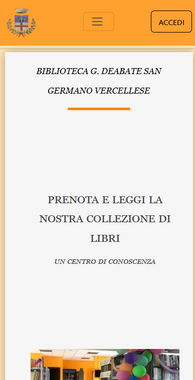 ACCEDI
BIBLIOTECA G. DEABATE SAN
GERMANO VERCELLESE
PRENOTA E LEGGI LA
NOSTRA COLLEZIONE DI
LIBRI
UN CENTRO DI CONOSCENZA